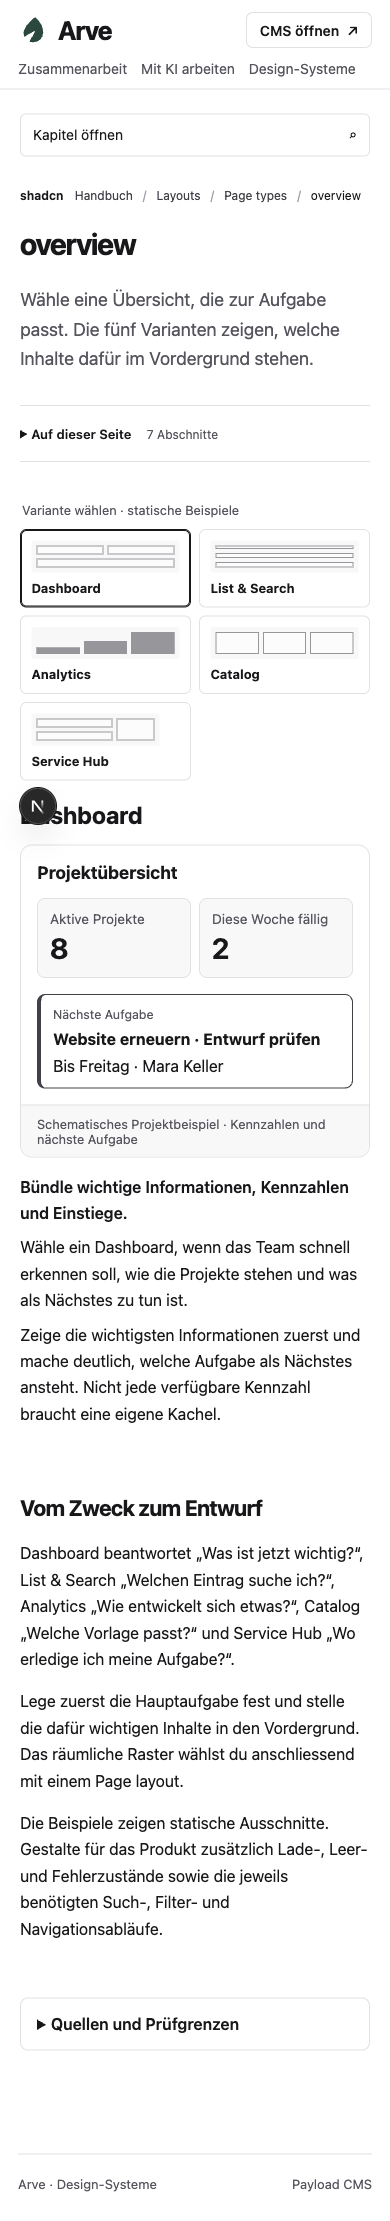 Arve
CMS öffnen ↗
Zusammenarbeit Mit KI arbeiten Design-Systeme
Kapitel öffnen
shadcn Handbuch / Layouts / Page types / overview
overview
Wähle eine Übersicht, die zur Aufgabe
passt. Die fünf Varianten zeigen, welche
Inhalte dafür im Vordergrund stehen.
Auf dieser Seite 7 Abschnitte
Variante wählen · statische Beispiele
Dashboard
List & Search
Analytics
Catalog
Service Hub
N
shboard
Projektübersicht
Aktive Projekte
8
Diese Woche fällig
2
Nächste Aufgabe
Website erneuern · Entwurf prüfen
Bis Freitag · Mara Keller
Schematisches Projektbeispiel · Kennzahlen und
nächste Aufgabe
Bündle wichtige Informationen, Kennzahlen
und Einstiege.
Wähle ein Dashboard, wenn das Team schnell
erkennen soll, wie die Projekte stehen und was
als Nächstes zu tun ist.
Zeige die wichtigsten Informationen zuerst und
mache deutlich, welche Aufgabe als Nächstes
ansteht. Nicht jede verfügbare Kennzahl
braucht eine eigene Kachel.
Vom Zweck zum Entwurf
Dashboard beantwortet „Was ist jetzt wichtig?“,
List & Search „Welchen Eintrag suche ich?“,
Analytics „Wie entwickelt sich etwas?“, Catalog
„Welche Vorlage passt?“ und Service Hub „Wo
erledige ich meine Aufgabe?“.
Lege zuerst die Hauptaufgabe fest und stelle
die dafür wichtigen Inhalte in den Vordergrund.
Das räumliche Raster wählst du anschliessend
mit einem Page layout.
Die Beispiele zeigen statische Ausschnitte.
Gestalte für das Produkt zusätzlich Lade-, Leer-
und Fehlerzustände sowie die jeweils
benötigten Such-, Filter- und
Navigationsabläufe.
Quellen und Prüfgrenzen
Arve · Design-Systeme
Payload CMS